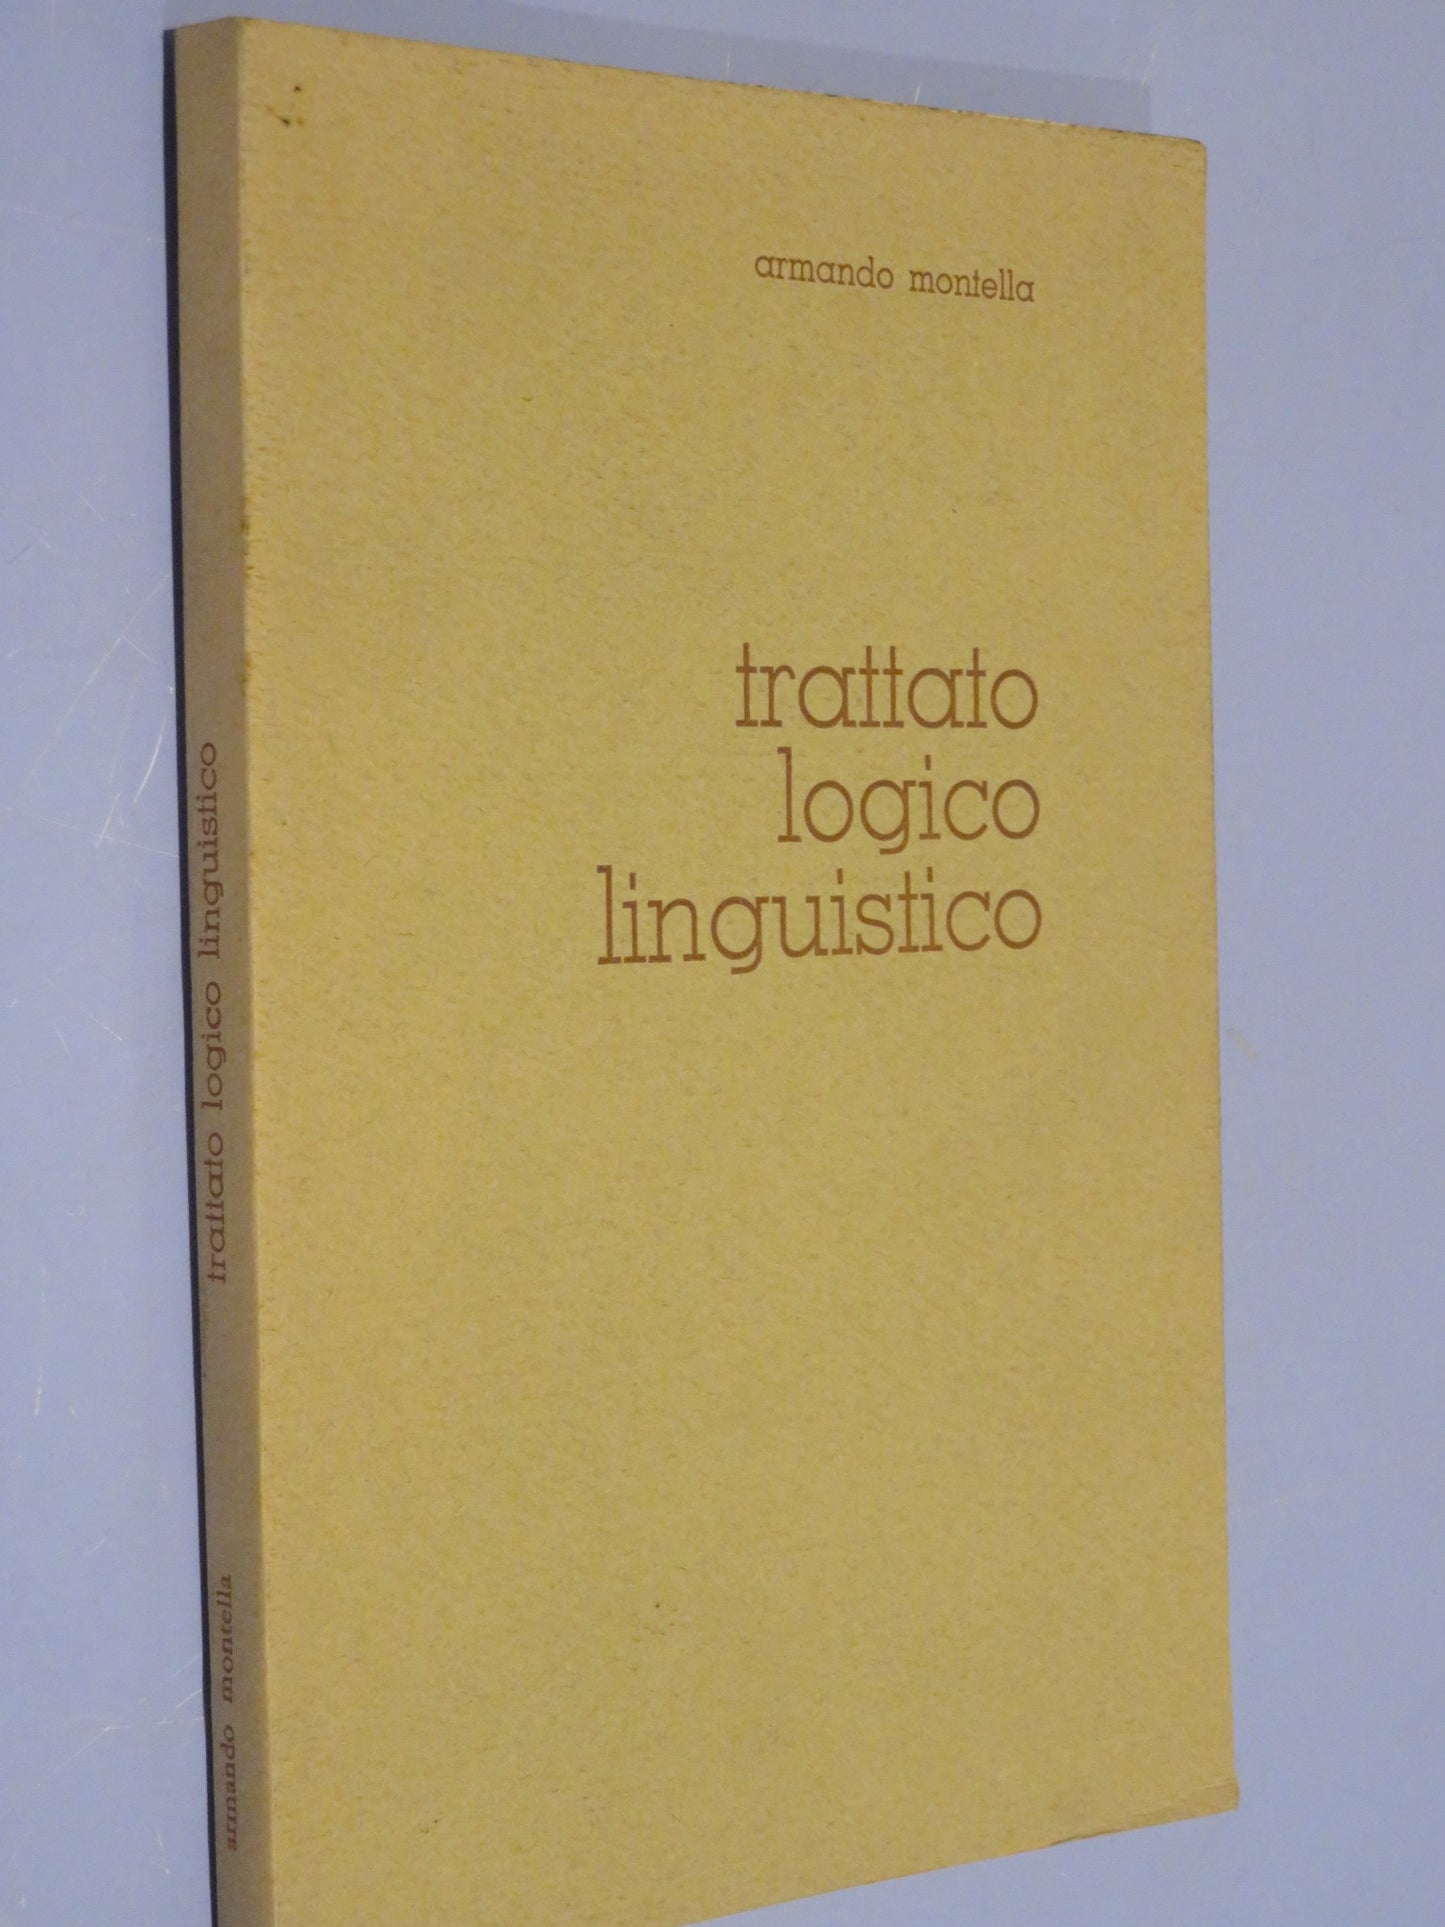 armando montella
trattato
logico
linguistico
armando montella trattato logico linguistico